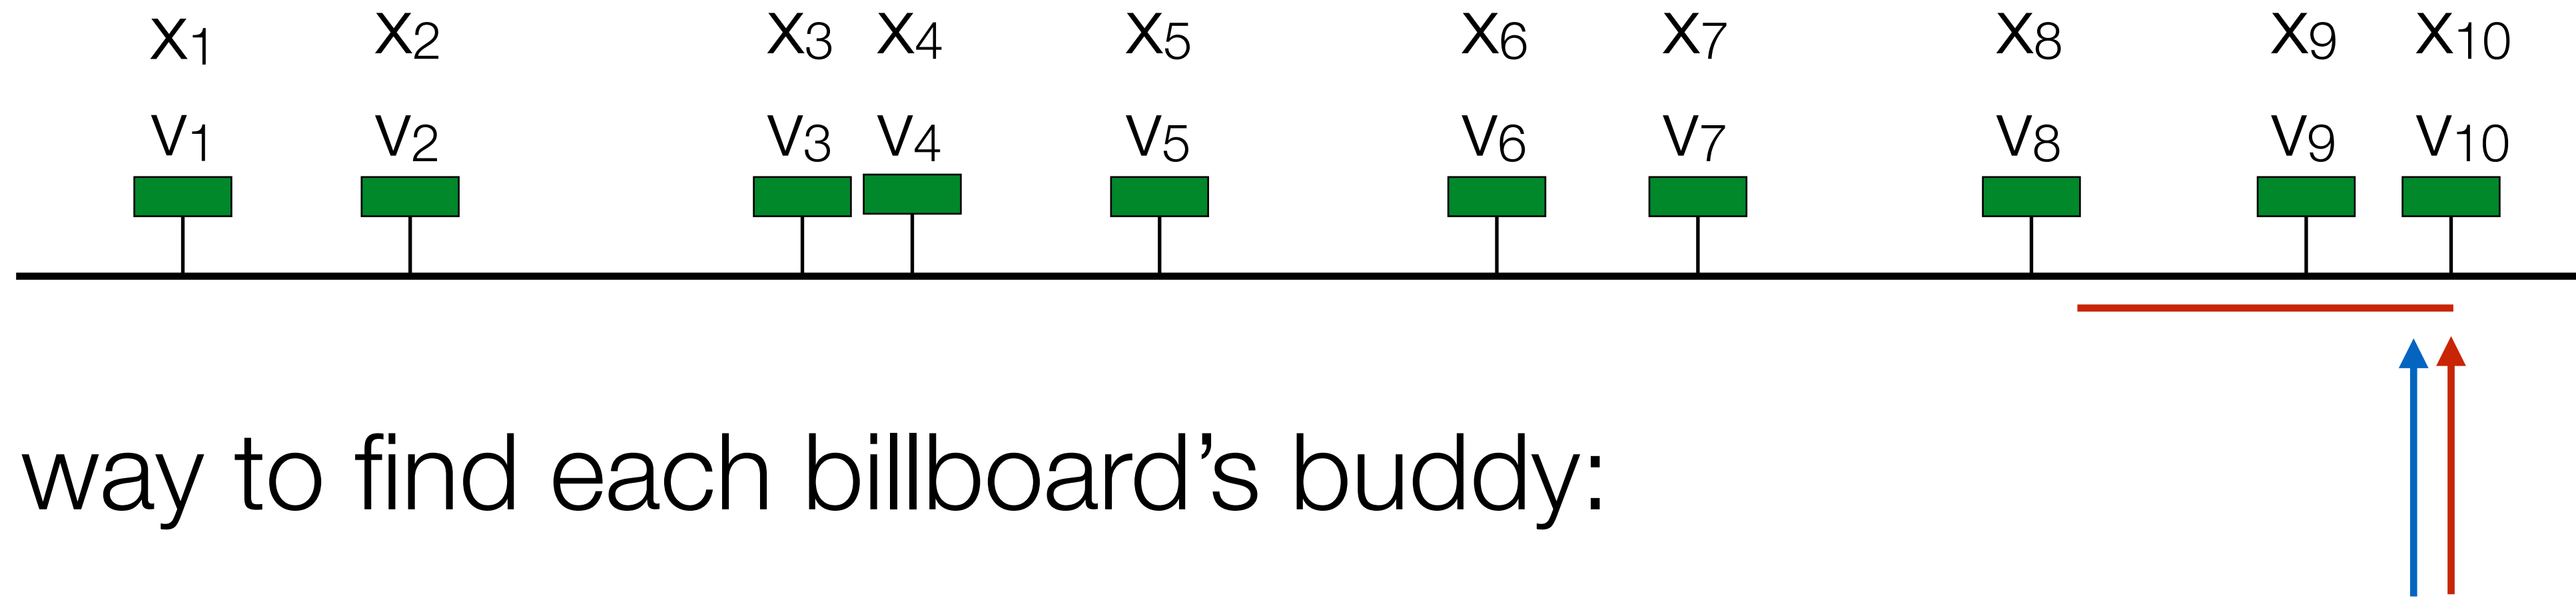 x1 x2 x3 x4 x5 x6 x7 x8 x9 x10
v1 v2 v3 v4 v5 v6 v7 v8 v9 v10
way to find each billboard’s buddy: